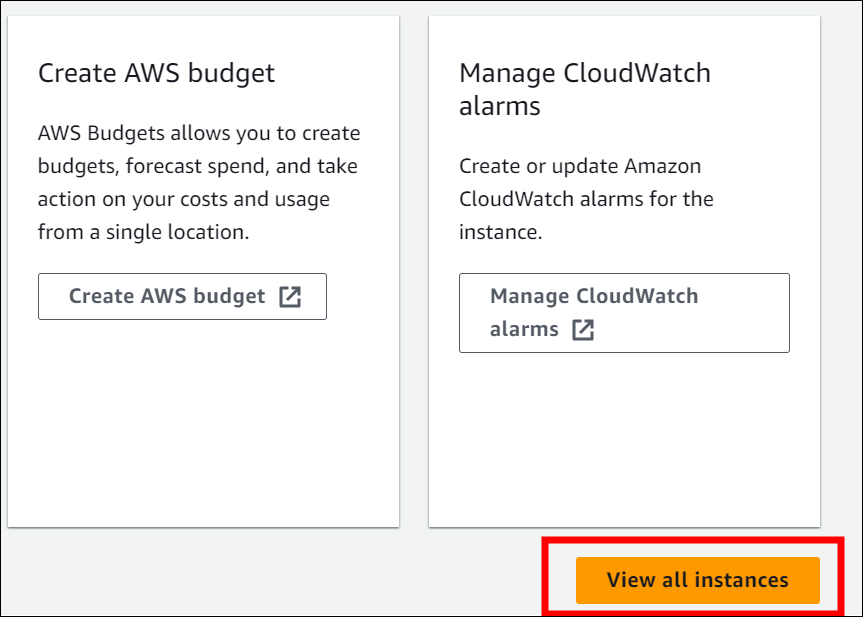 Create AWS budget
AWS Budgets allows you to create
budgets, forecast spend, and take
action on your costs and usage
from a single location.
Create AWS budget
Manage CloudWatch
alarms
Create or update Amazon
CloudWatch alarms for the
instance.
Manage CloudWatch
alarms
View all instances